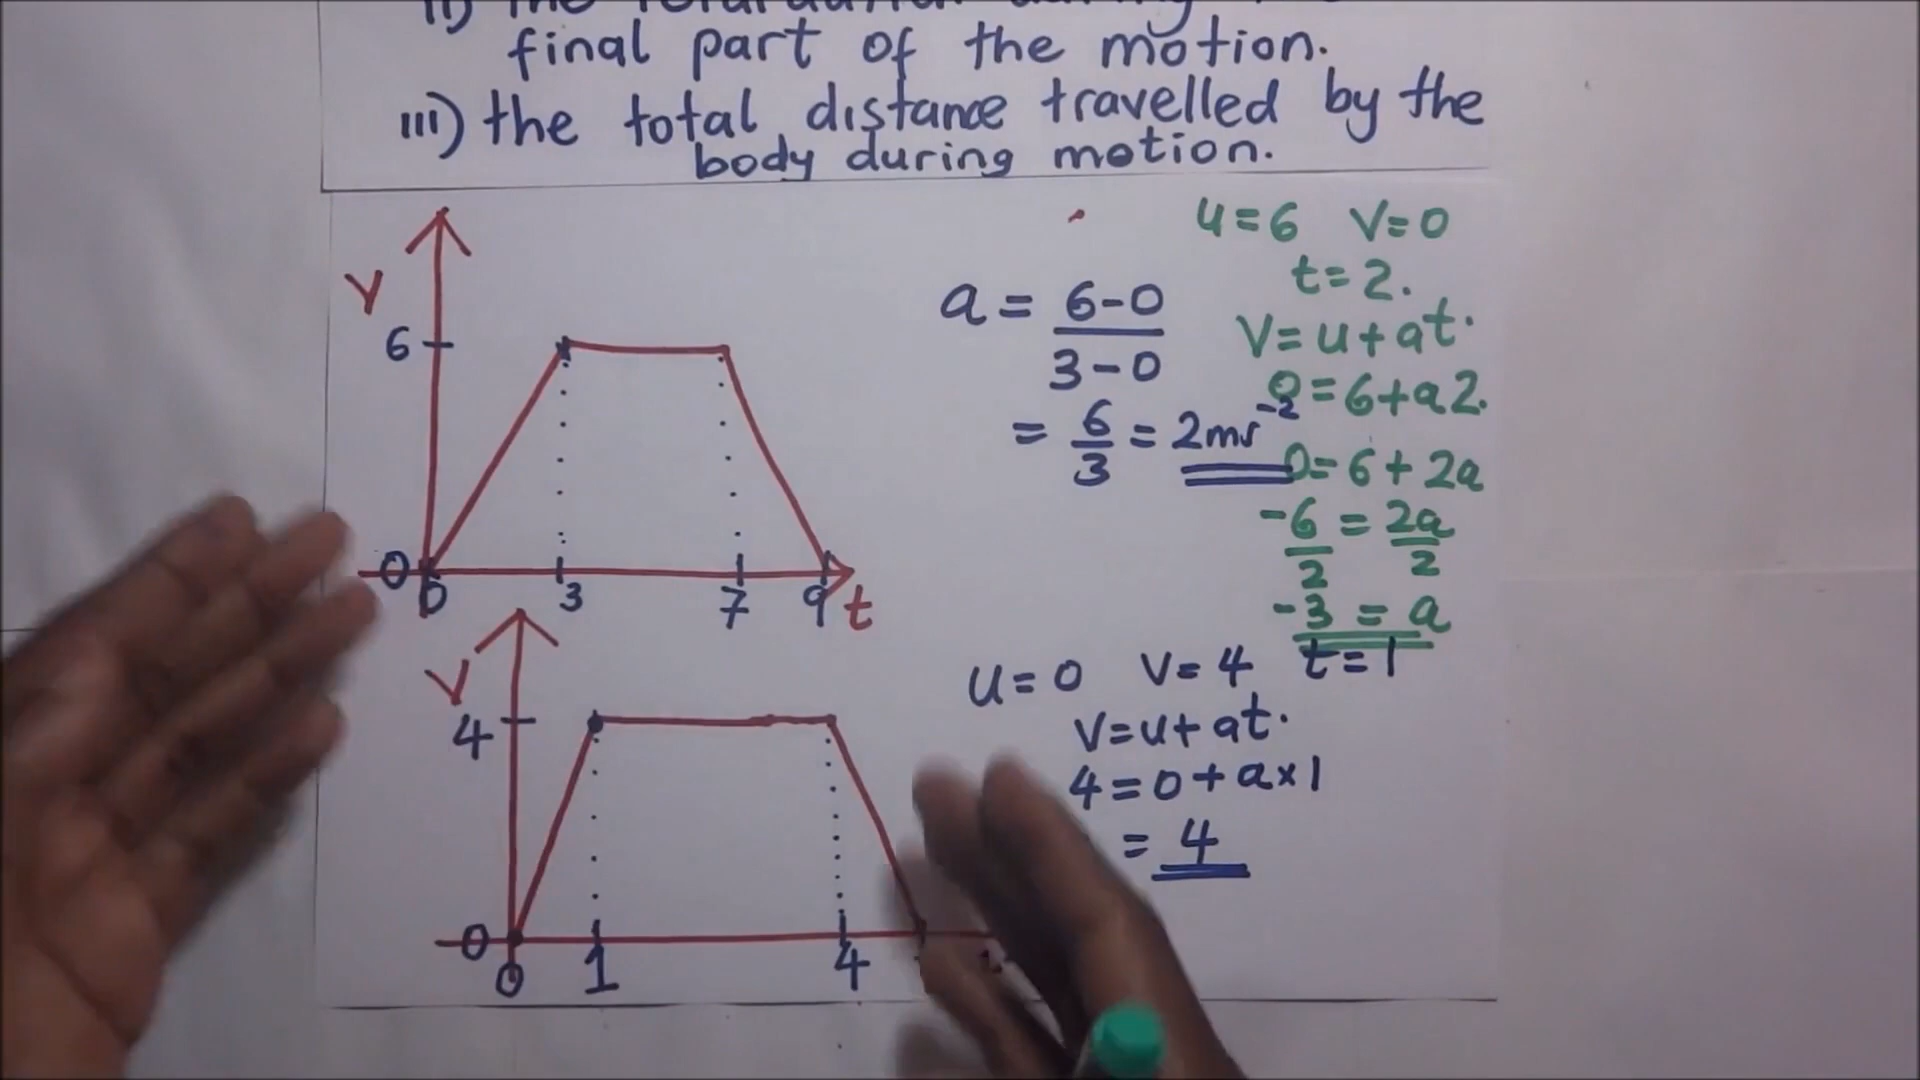 final part of the motion.
iii) the total distance travelled by the
body during motion.
V
6
0
0 3 7 9 t
a = 6-0
3-0
= 6/3 = 2ms⁻²
u=6 v=0
t=2.
v=u+at.
0=6+a2.
0=6+2a
-6/2 = 2a/2
-3 = a
V
4
0
0 1 4
u=0 v=4 t=1
v=u+at.
4=0+a×1
= 4